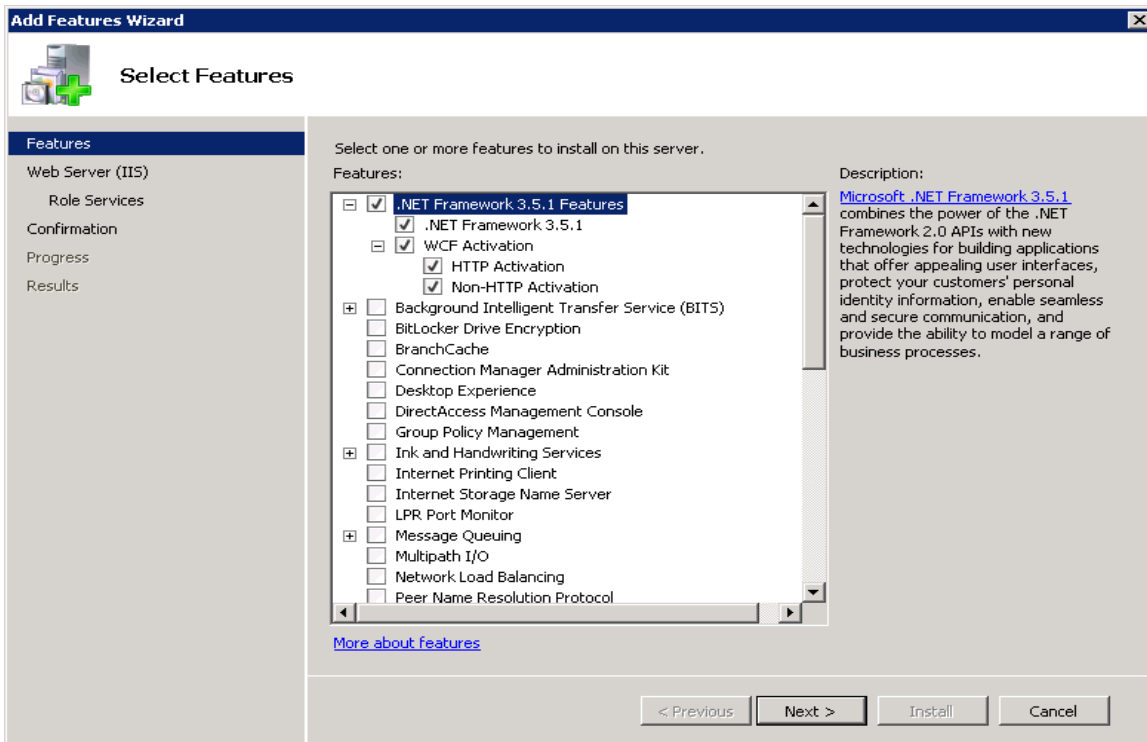 Add Features Wizard
Select Features
Features
Web Server (IIS)
Role Services
Confirmation
Progress
Results
Select one or more features to install on this server.
Features:
.NET Framework 3.5.1 Features
.NET Framework 3.5.1
WCF Activation
HTTP Activation
Non-HTTP Activation
Background Intelligent Transfer Service (BITS)
BitLocker Drive Encryption
BranchCache
Connection Manager Administration Kit
Desktop Experience
DirectAccess Management Console
Group Policy Management
Ink and Handwriting Services
Internet Printing Client
Internet Storage Name Server
LPR Port Monitor
Message Queuing
Multipath I/O
Network Load Balancing
Peer Name Resolution Protocol
More about features
Description:
Microsoft .NET Framework 3.5.1
combines the power of the .NET
Framework 2.0 APIs with new
technologies for building applications
that offer appealing user interfaces,
protect your customers' personal
identity information, enable seamless
and secure communication, and
provide the ability to model a range of
business processes.
< Previous
Next >
Install
Cancel